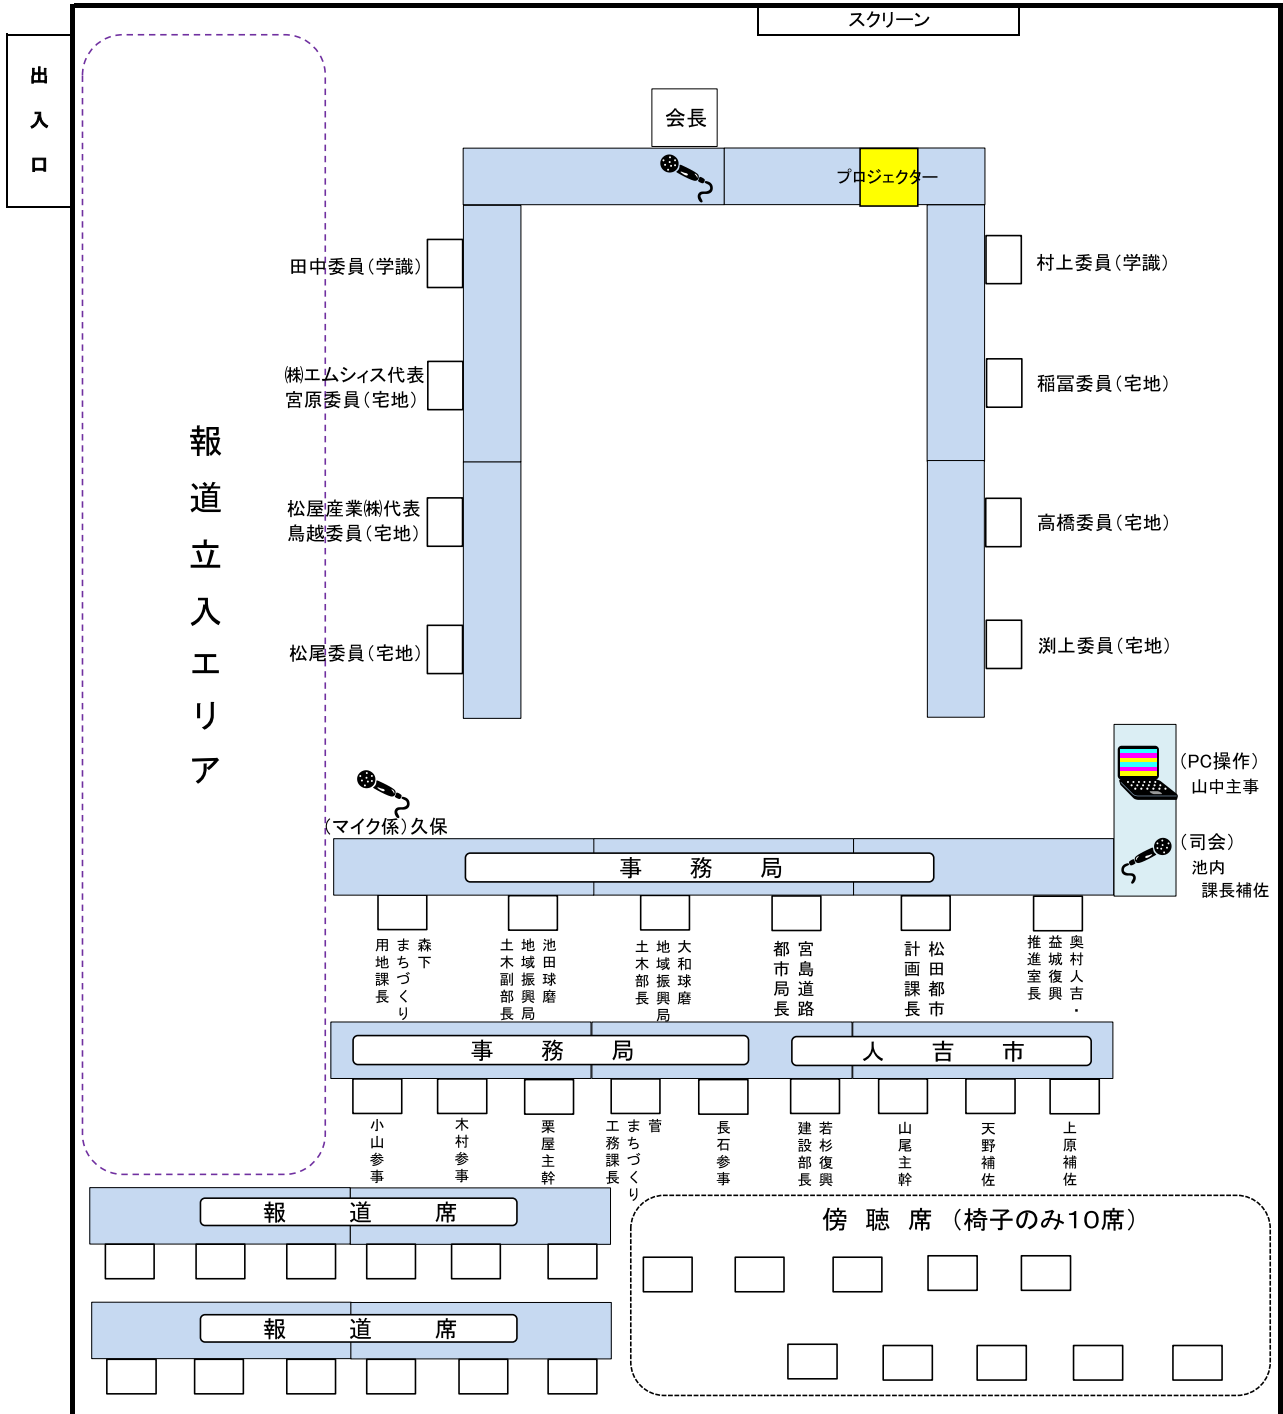 スクリーン
出入口
会長
プロジェクター
田中委員（学識）
村上委員（学識）
㈱エムシィス代表
宮原委員（宅地）
稲冨委員（宅地）
報道立入エリア
松屋産業㈱代表
鳥越委員（宅地）
高橋委員（宅地）
松尾委員（宅地）
渕上委員（宅地）
（PC操作）
山中主事
（マイク係）久保
（司会）
池内
課長補佐
事務局
森下
まちづくり
用地課長
池田球磨
地域振興局
土木副部長
大和球磨
地域振興局
土木部長
宮島道路
都市局長
松田都市
計画課長
奥村人吉・
益城復興
推進室長
事務局
人吉市
小山参事
木村参事
栗屋主幹
菅
まちづくり
工務課長
長石参事
若杉復興
建設部長
山尾主幹
天野補佐
上原補佐
報道席
傍聴席（椅子のみ10席）
報道席